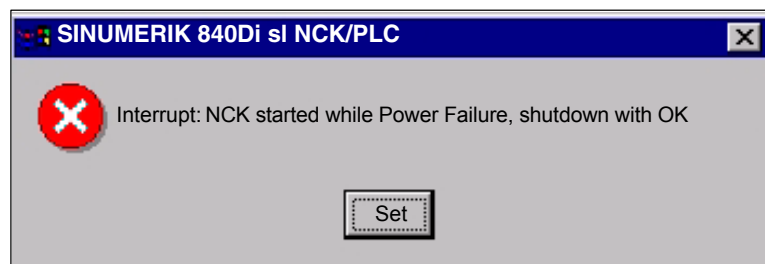 SINUMERIK 840Di sl NCK/PLC
Interrupt: NCK started while Power Failure, shutdown with OK
Set